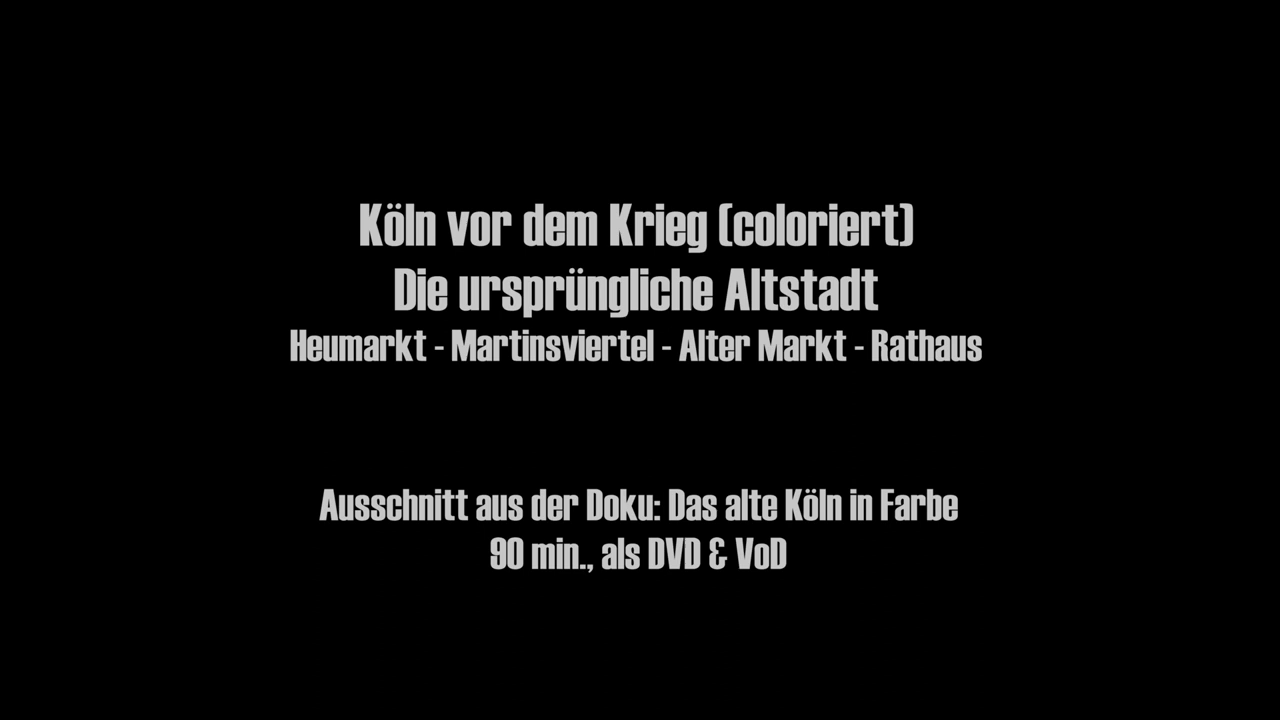 Köln vor dem Krieg (coloriert)
Die ursprüngliche Altstadt
Heumarkt - Martinsviertel - Alter Markt - Rathaus
Ausschnitt aus der Doku: Das alte Köln in Farbe
90 min., als DVD & VoD